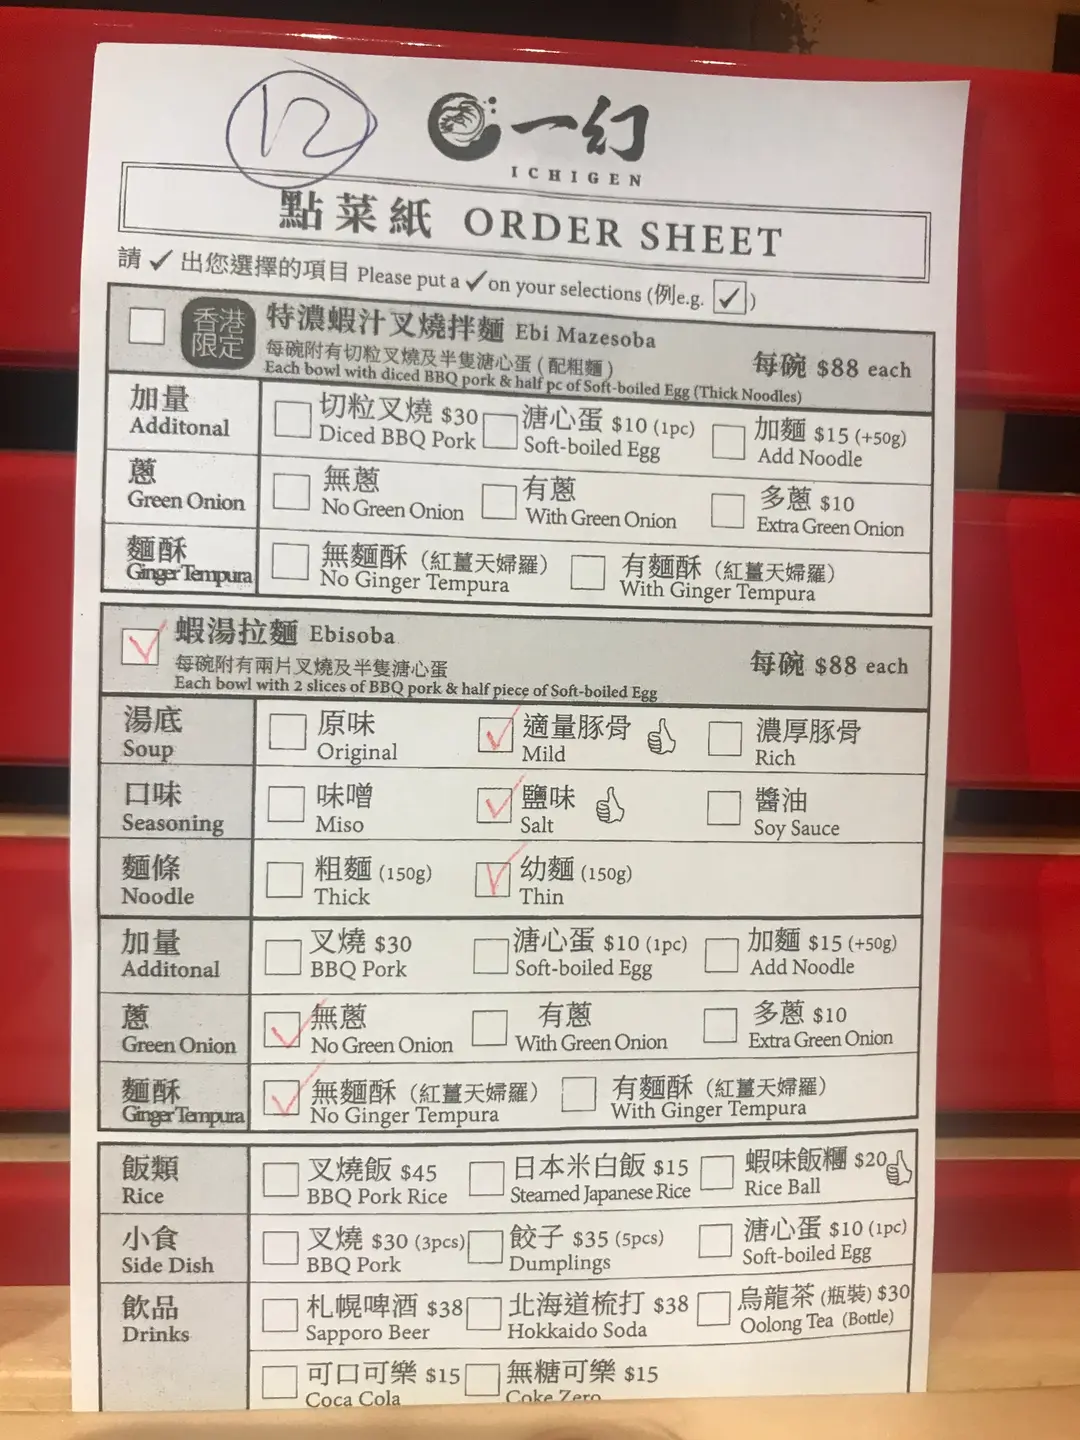 12
一幻
ICHIGEN
點菜紙 ORDER SHEET
請 ✓ 出您選擇的項目 Please put a ✓ on your selections (例e.g. ✓)
香港限定 特濃蝦汁叉燒拌麵 Ebi Mazesoba
每碗附有切粒叉燒及半隻溏心蛋 (配粗麵) 每碗 $88 each
Each bowl with diced BBQ pork & half pc of Soft-boiled Egg (Thick Noodles)
加量 切粒叉燒 $30 溏心蛋 $10 (1pc) 加麵 $15 (+50g)
Additonal Diced BBQ Pork Soft-boiled Egg Add Noodle
蔥 無蔥 有蔥 多蔥 $10
Green Onion No Green Onion With Green Onion Extra Green Onion
麵酥 無麵酥 (紅薑天婦羅) 有麵酥 (紅薑天婦羅)
Ginger Tempura No Ginger Tempura With Ginger Tempura
✓ 蝦湯拉麵 Ebisoba
每碗附有兩片叉燒及半隻溏心蛋 每碗 $88 each
Each bowl with 2 slices of BBQ pork & half piece of Soft-boiled Egg
湯底 原味 ✓ 適量豚骨 濃厚豚骨
Soup Original Mild Rich
口味 味噌 ✓ 鹽味 醬油
Seasoning Miso Salt Soy Sauce
麵條 粗麵 (150g) ✓ 幼麵 (150g)
Noodle Thick Thin
加量 叉燒 $30 溏心蛋 $10 (1pc) 加麵 $15 (+50g)
Additonal BBQ Pork Soft-boiled Egg Add Noodle
蔥 ✓ 無蔥 有蔥 多蔥 $10
Green Onion No Green Onion With Green Onion Extra Green Onion
麵酥 ✓ 無麵酥 (紅薑天婦羅) 有麵酥 (紅薑天婦羅)
Ginger Tempura No Ginger Tempura With Ginger Tempura
飯類 叉燒飯 $45 日本米白飯 $15 蝦味飯糰 $20
Rice BBQ Pork Rice Steamed Japanese Rice Rice Ball
小食 叉燒 $30 (3pcs) 餃子 $35 (5pcs) 溏心蛋 $10 (1pc)
Side Dish BBQ Pork Dumplings Soft-boiled Egg
飲品 札幌啤酒 $38 北海道梳打 $38 烏龍茶 (瓶裝) $30
Drinks Sapporo Beer Hokkaido Soda Oolong Tea (Bottle)
可口可樂 $15 無糖可樂 $15
Coca Cola Coke Zero